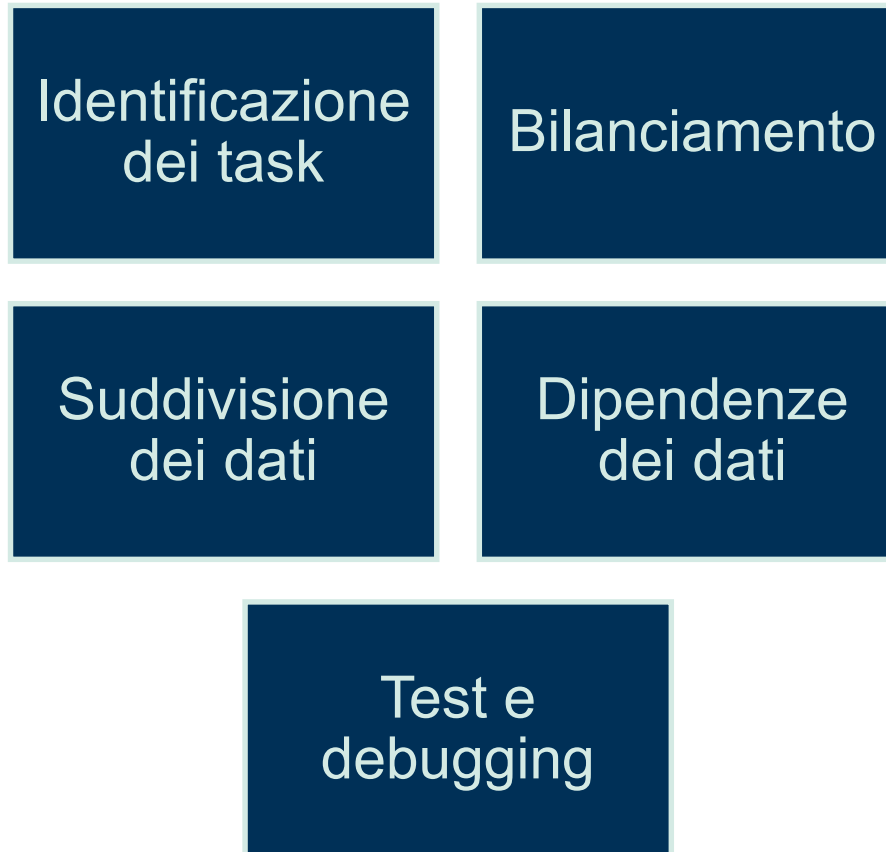 Identificazione
dei task
Bilanciamento
Suddivisione
dei dati
Dipendenze
dei dati
Test e
debugging